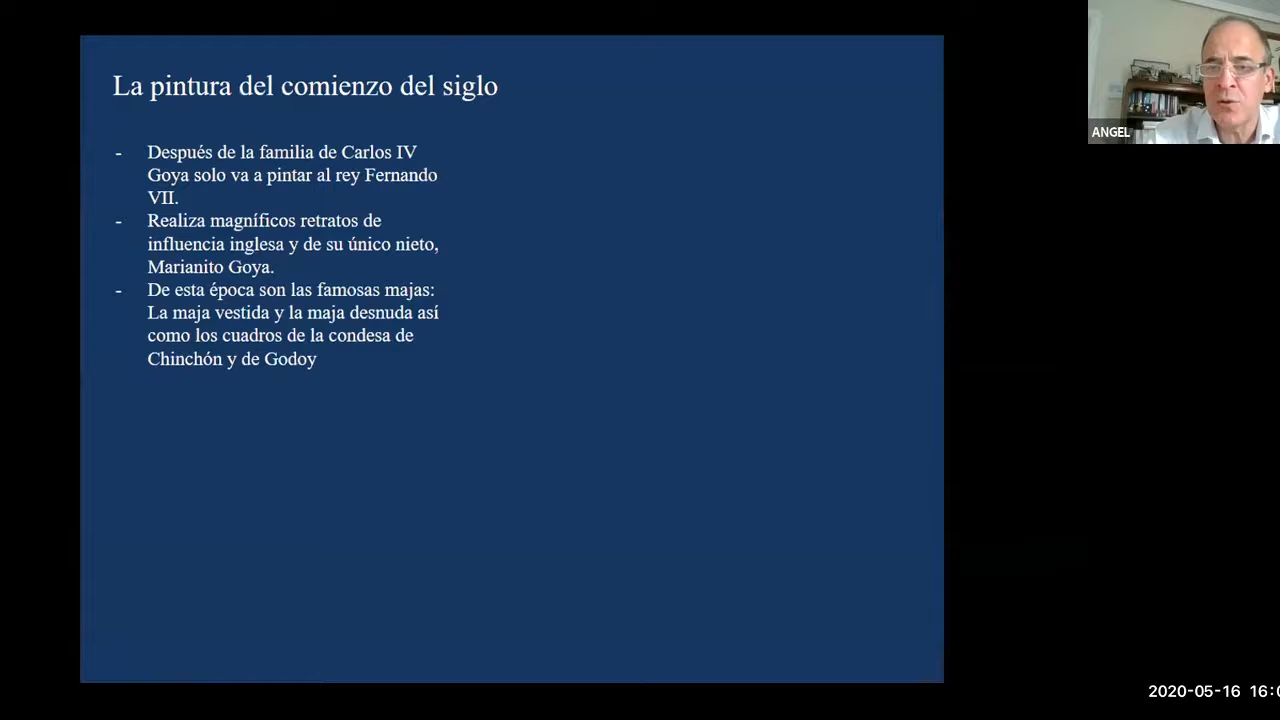 La pintura del comienzo del siglo
- Después de la familia de Carlos IV
Goya solo va a pintar al rey Fernando
VII.
- Realiza magníficos retratos de
influencia inglesa y de su único nieto,
Marianito Goya.
- De esta época son las famosas majas:
La maja vestida y la maja desnuda así
como los cuadros de la condesa de
Chinchón y de Godoy
ANGEL
2020-05-16 16:0